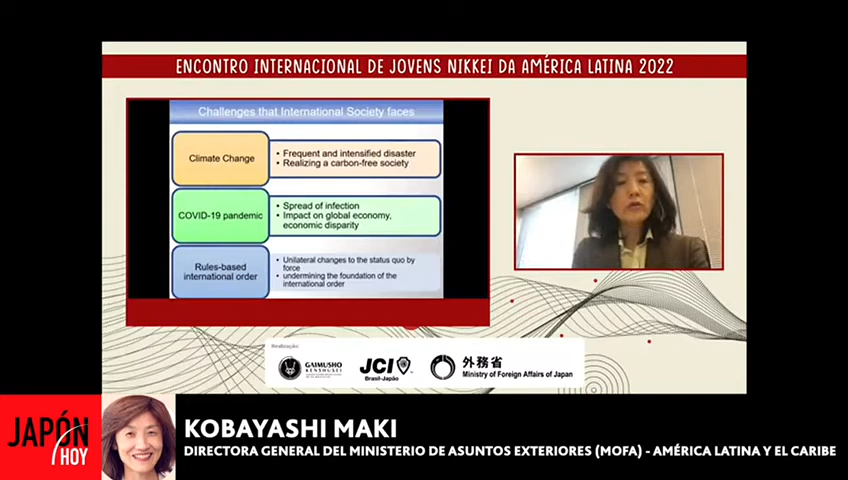 ENCONTRO INTERNACIONAL DE JOVENS NIKKEI DA AMÉRICA LATINA 2022
Challenges that International Society faces
Climate Change
• Frequent and intensified disaster
• Realizing a carbon-free society
COVID-19 pandemic
• Spread of infection
• Impact on global economy,
economic disparity
Rules-based
international order
• Unilateral changes to the status quo by
force
• undermining the foundation of the
international order
Realização:
GAIMUSHO
KENSHUSEI
JCI
Brasil-Japão
外務省
Ministry of Foreign Affairs of Japan
JAPÓN
HOY
KOBAYASHI MAKI
DIRECTORA GENERAL DEL MINISTERIO DE ASUNTOS EXTERIORES (MOFA) - AMÉRICA LATINA Y EL CARIBE